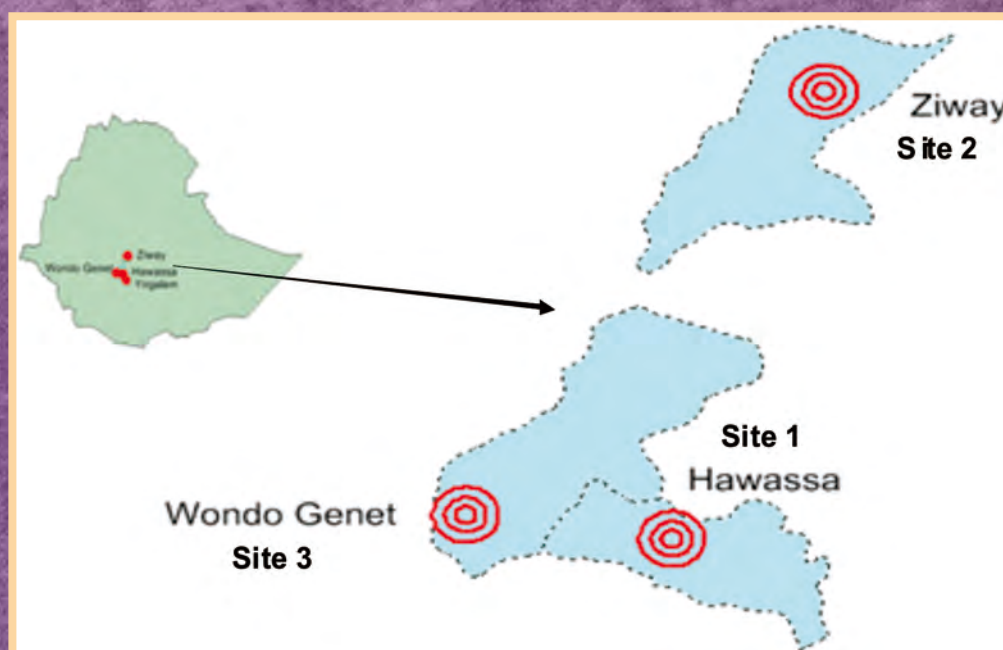 Ziway
Site 2
Ziway
Wondo Genet
Hawassa
Yirgalem
Site 1
Hawassa
Wondo Genet
Site 3